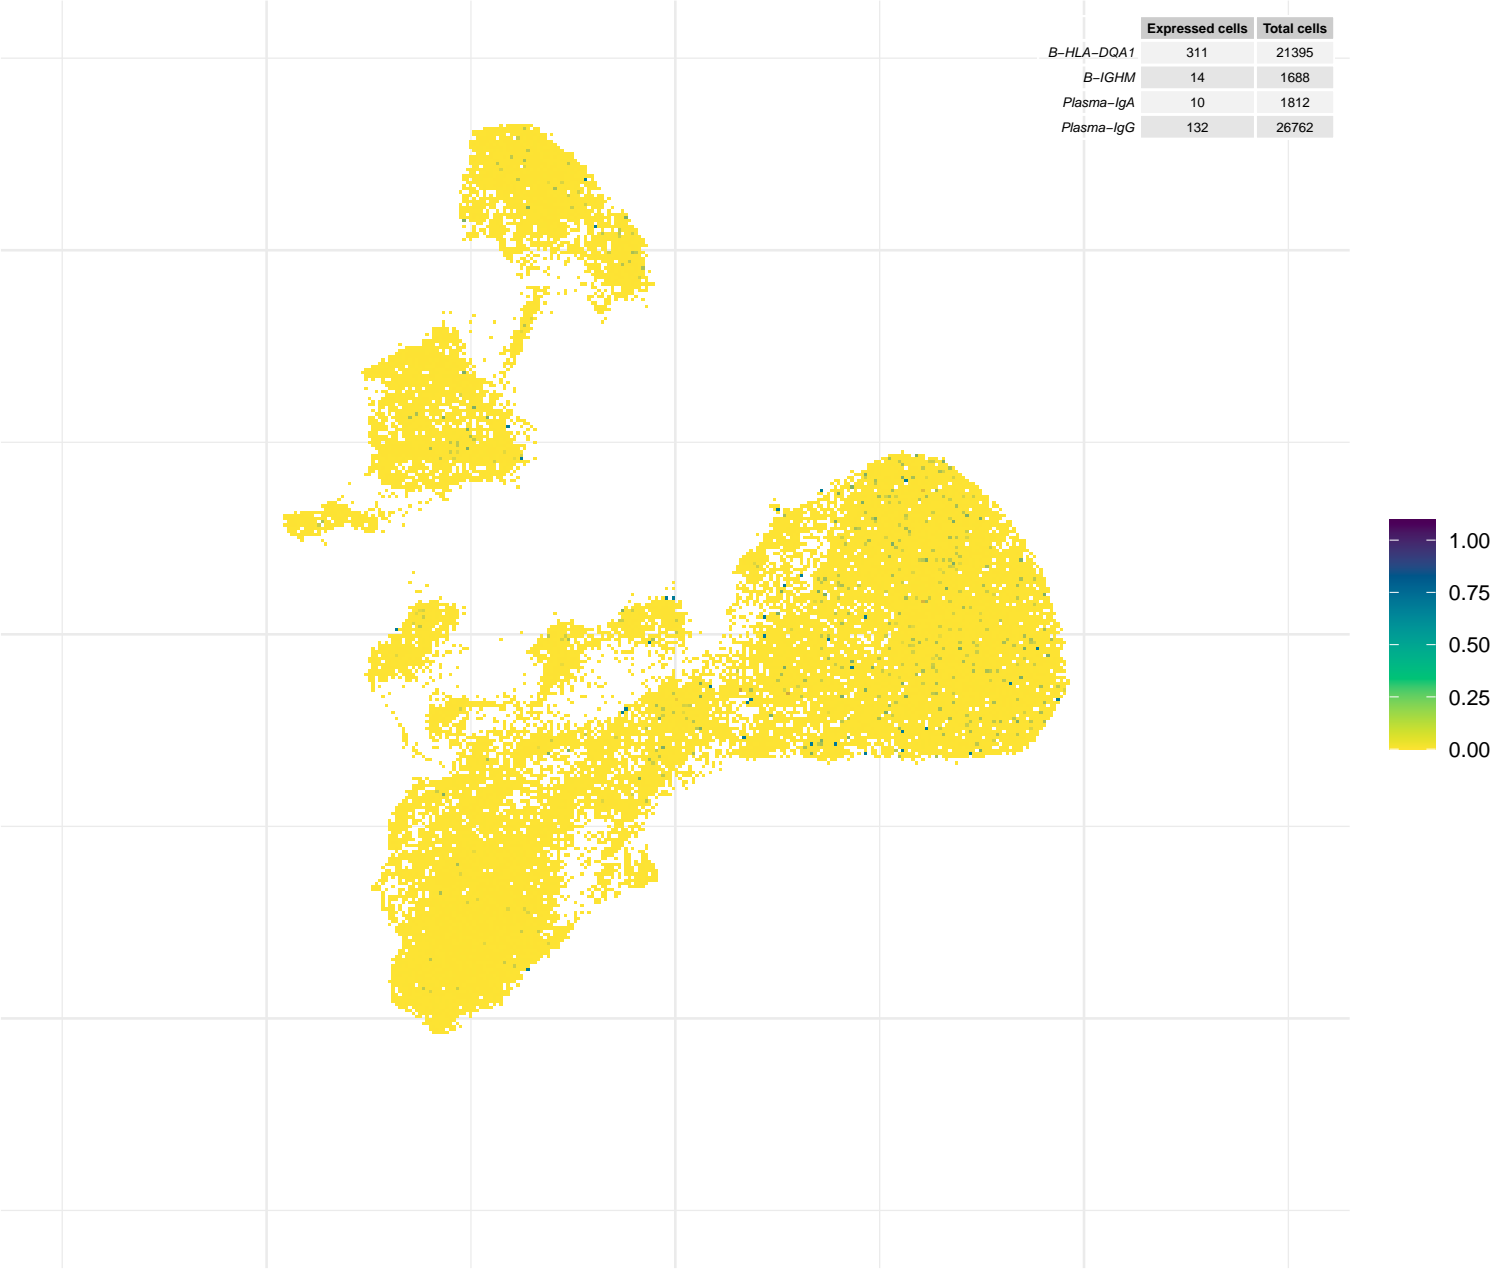 Expressed cells Total cells
B−HLA−DQA1 311 21395
B−IGHM 14 1688
Plasma−IgA 10 1812
Plasma−IgG 132 26762
1.00
0.75
0.50
0.25
0.00